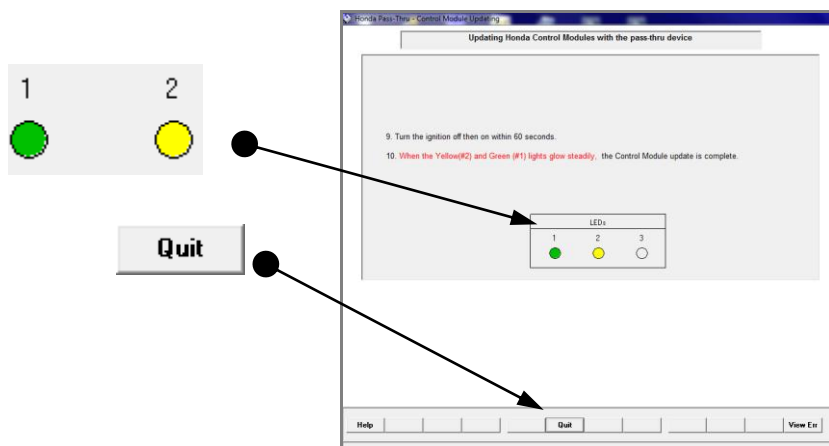 1 2
Quit
Honda Pass-Thru - Control Module Updating
Updating Honda Control Modules with the pass-thru device
9. Turn the ignition off then on within 60 seconds.
10. When the Yellow(#2) and Green (#1) lights glow steadily, the Control Module update is complete.
LEDs
1 2 3
Help Quit View Err